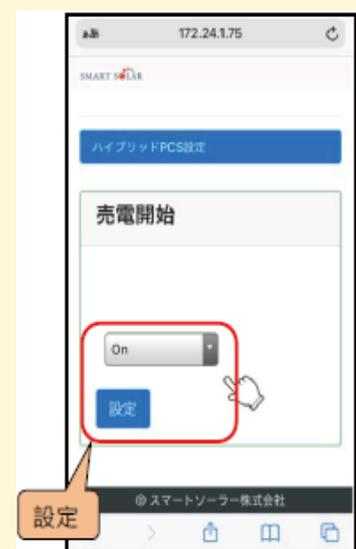 ぁあ 172.24.1.75
SMART SOLAR
ハイブリッドPCS設定
売電開始
On
設定
設定
© スマートソーラー株式会社